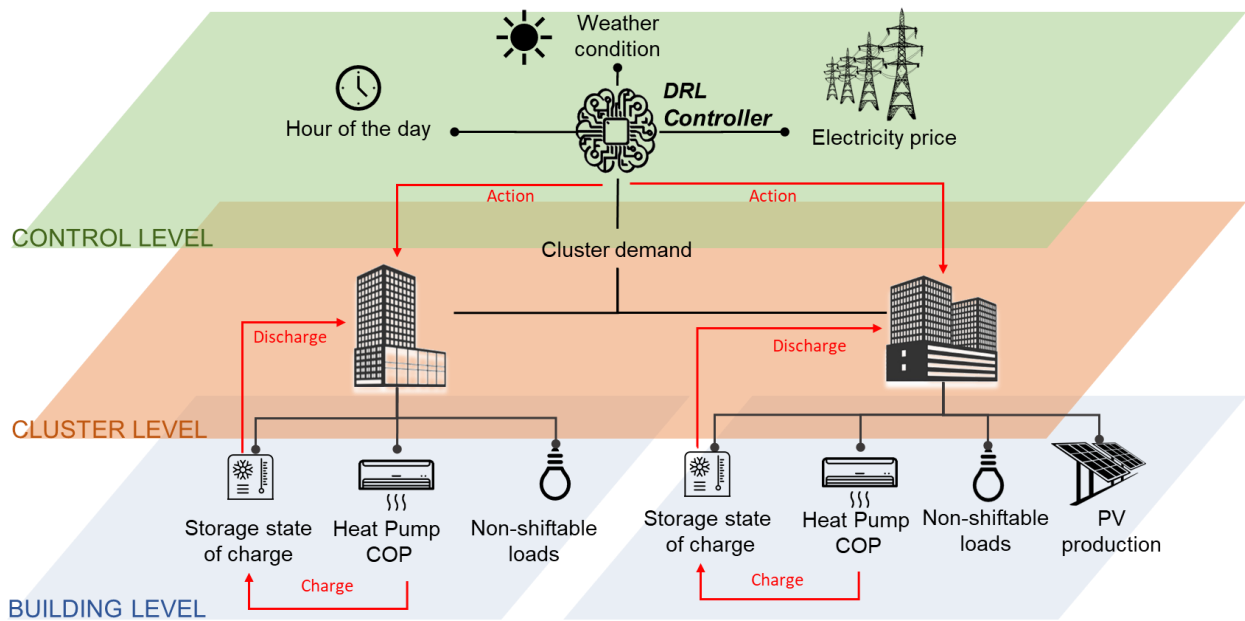 Weather
condition
DRL
Controller
Hour of the day
Electricity price
Action
Action
CONTROL LEVEL
Cluster demand
Discharge
Discharge
CLUSTER LEVEL
Storage state
of charge
Heat Pump
COP
Non-shiftable
loads
Storage state
of charge
Heat Pump
COP
Non-shiftable
loads
PV
production
Charge
Charge
BUILDING LEVEL